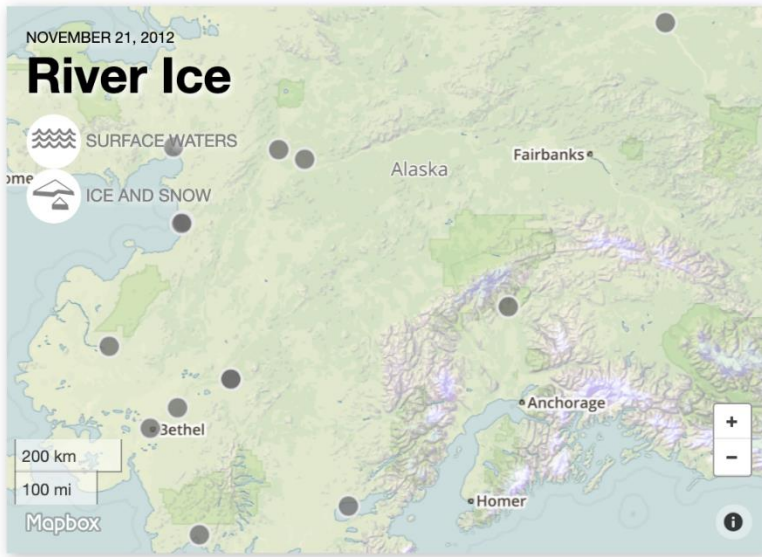 NOVEMBER 21, 2012
River Ice
SURFACE WATERS
Alaska
Fairbanks
ome
ICE AND SNOW
Anchorage
Bethel
200 km
100 mi
Homer
Mapbox
+
−
i